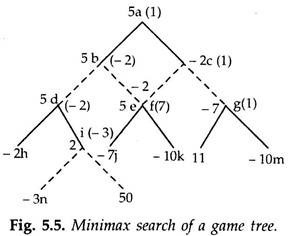 5a (1)
5 b (- 2) - 2c (1)
- 2
5 d (- 2) 5 e f(7) - 7 g(1)
i (- 3)
- 2h 2 - 7j - 10k 11 - 10m
- 3n 50
Fig. 5.5. Minimax search of a game tree.